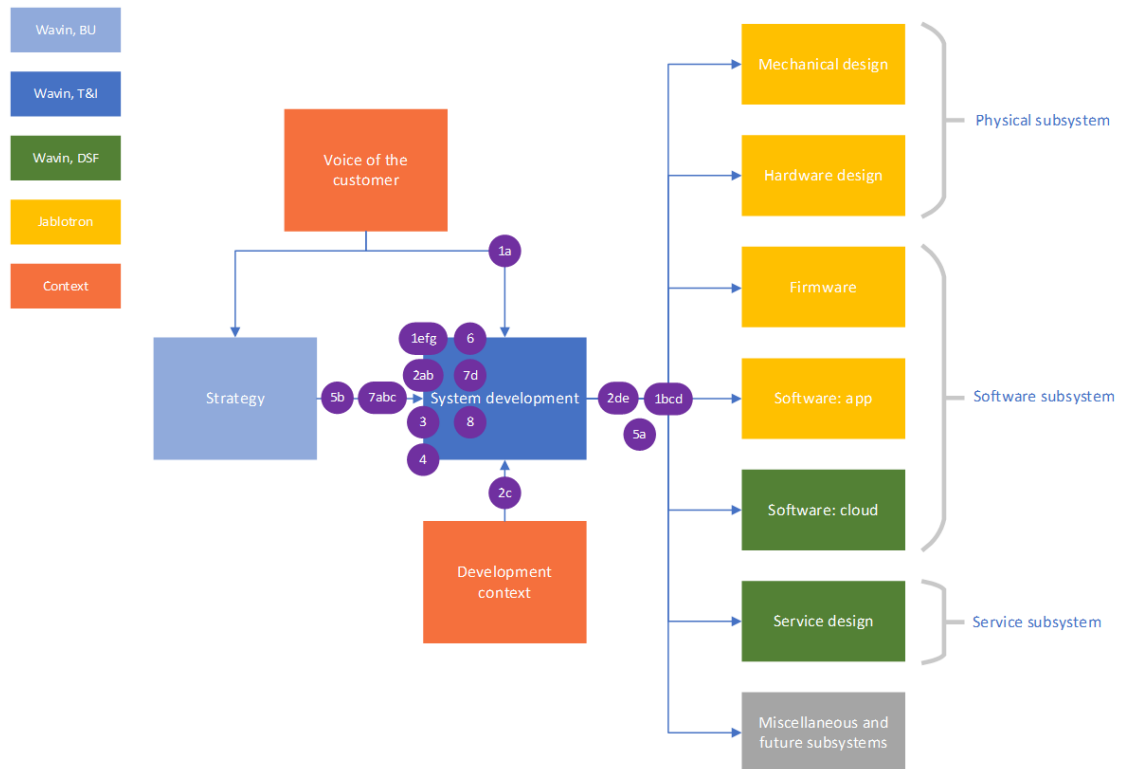 Wavin, BU
Wavin, T&I
Wavin, DSF
Jablotron
Context
Voice of the
customer
1a
Strategy
5b
7abc
1efg
6
2ab
7d
System development
3
8
4
2c
Development
context
2de
1bcd
5a
Mechanical design
Hardware design
Firmware
Software: app
Software: cloud
Service design
Miscellaneous and
future subsystems
Physical subsystem
Software subsystem
Service subsystem